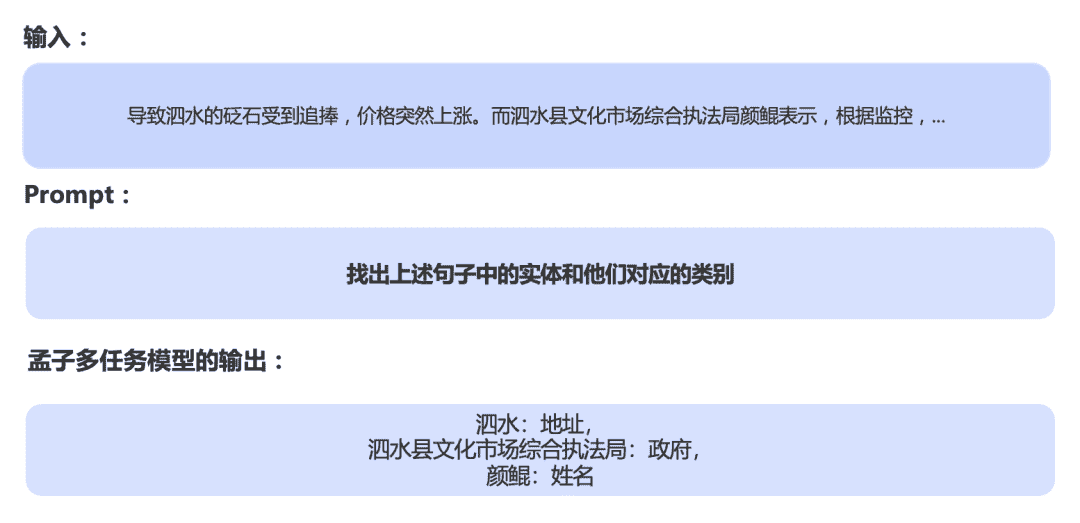 输入：
导致泗水的砭石受到追捧，价格突然上涨。而泗水县文化市场综合执法局颜鲲表示，根据监控，...
Prompt：
找出上述句子中的实体和他们对应的类别
孟子多任务模型的输出：
泗水：地址，
泗水县文化市场综合执法局：政府，
颜鲲：姓名